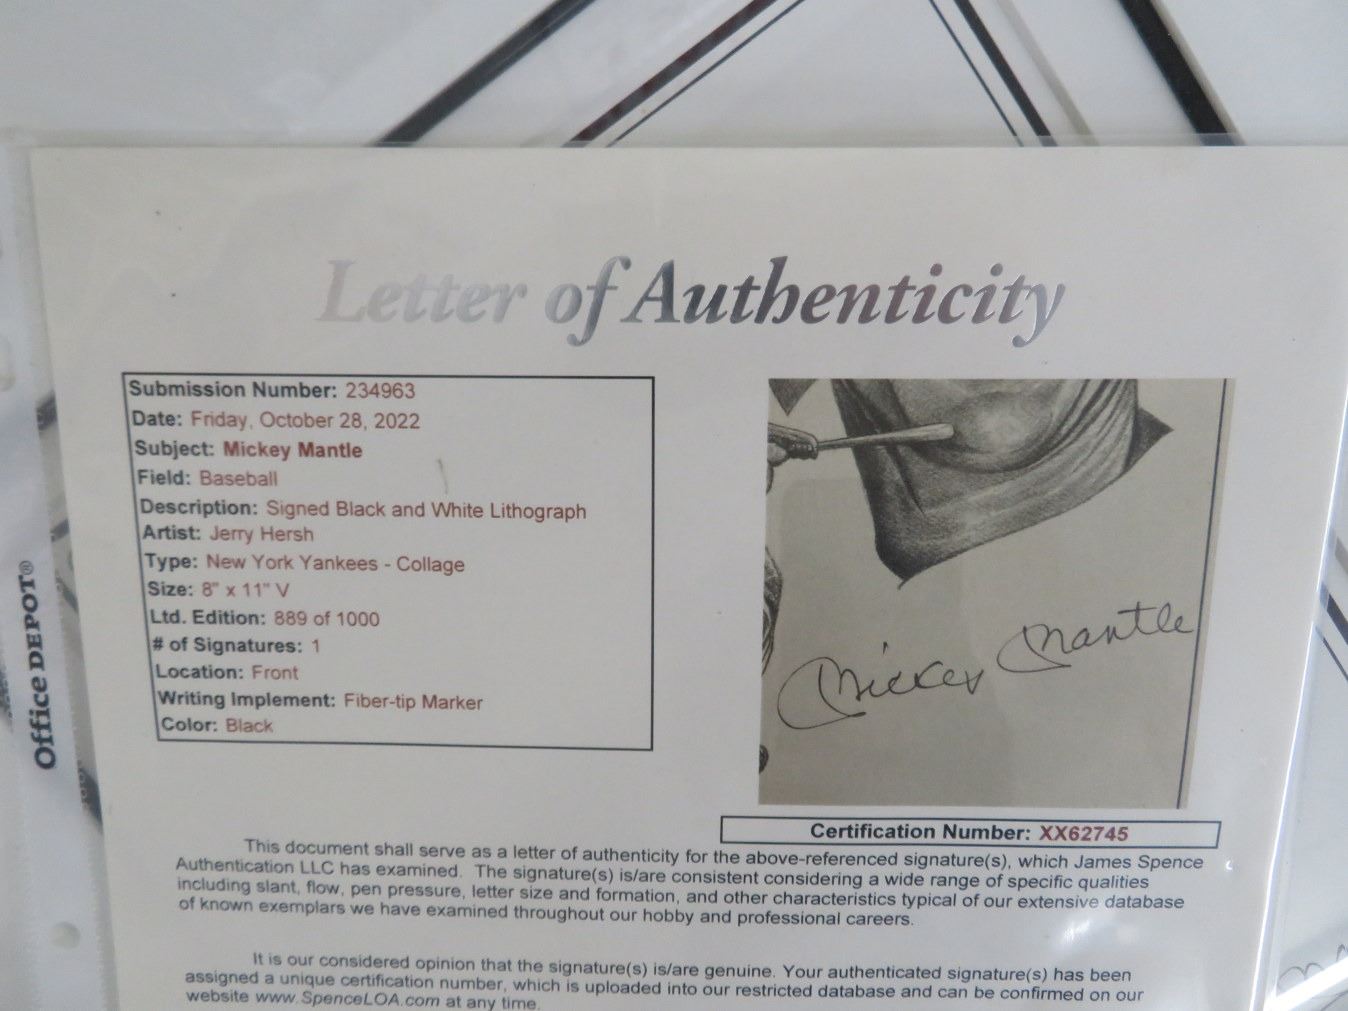 Letter of Authenticity
Submission Number: 234963
Date: Friday, October 28, 2022
Subject: Mickey Mantle
Field: Baseball
Description: Signed Black and White Lithograph
Artist: Jerry Hersh
Type: New York Yankees - Collage
Size: 8" x 11" V
Ltd. Edition: 889 of 1000
# of Signatures: 1
Location: Front
Writing Implement: Fiber-tip Marker
Color: Black
Mickey Mantle
Certification Number: XX62745
This document shall serve as a letter of authenticity for the above-referenced signature(s), which James Spence
Authentication LLC has examined. The signature(s) is/are consistent considering a wide range of specific qualities
including slant, flow, pen pressure, letter size and formation, and other characteristics typical of our extensive database
of known exemplars we have examined throughout our hobby and professional careers.
It is our considered opinion that the signature(s) is/are genuine. Your authenticated signature(s) has been
assigned a unique certification number, which is uploaded into our restricted database and can be confirmed on our
website www.SpenceLOA.com at any time.
Office DEPOT®